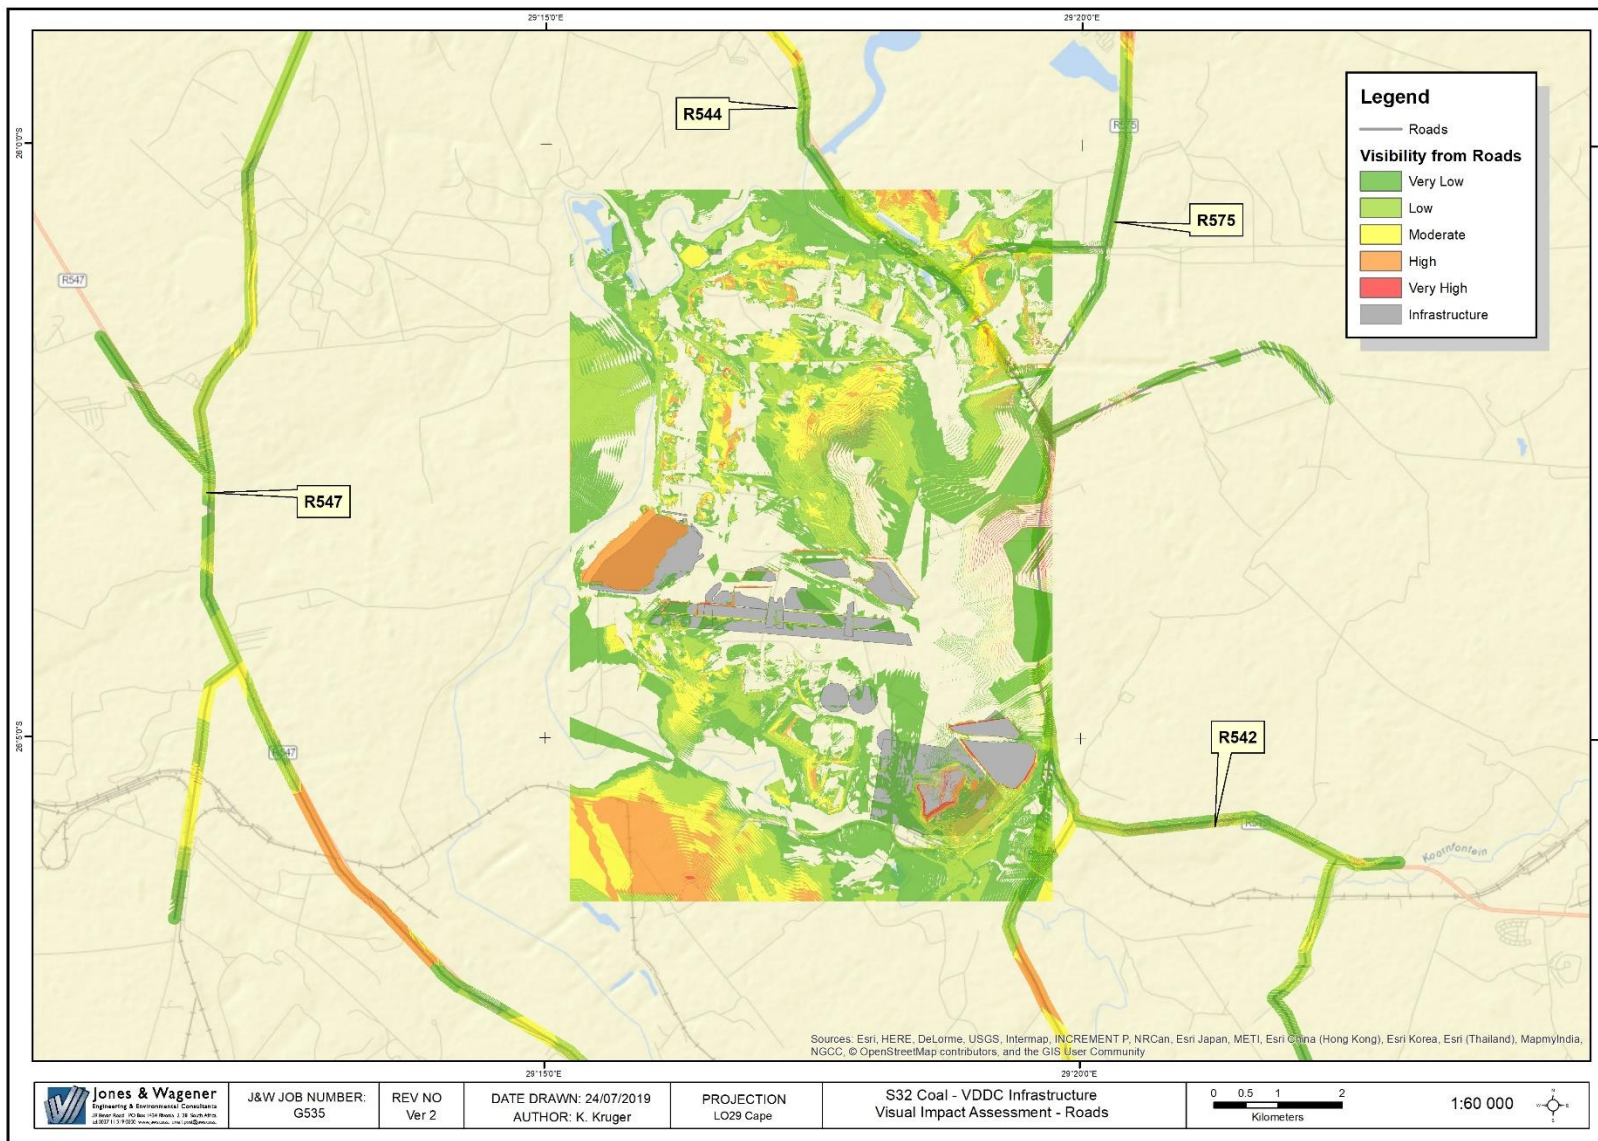 29°15'0"E
29°20'0"E
26°0'0"S
26°5'0"S
R544
R575
R575
R547
R547
R547
R542
Kootnfontein
Legend
Roads
Visibility from Roads
Very Low
Low
Moderate
High
Very High
Infrastructure
Sources: Esri, HERE, DeLorme, USGS, Intermap, INCREMENT P, NRCan, Esri Japan, METI, Esri China (Hong Kong), Esri Korea, Esri (Thailand), MapmyIndia,
NGCC, © OpenStreetMap contributors, and the GIS User Community
29°15'0"E
29°20'0"E
Jones & Wagener
Engineering & Environmental Consultants
J&W JOB NUMBER:
G535
REV NO
Ver 2
DATE DRAWN: 24/07/2019
AUTHOR: K. Kruger
PROJECTION
LO29 Cape
S32 Coal - VDDC Infrastructure
Visual Impact Assessment - Roads
0 0.5 1 2
Kilometers
1:60 000
N
W E
S